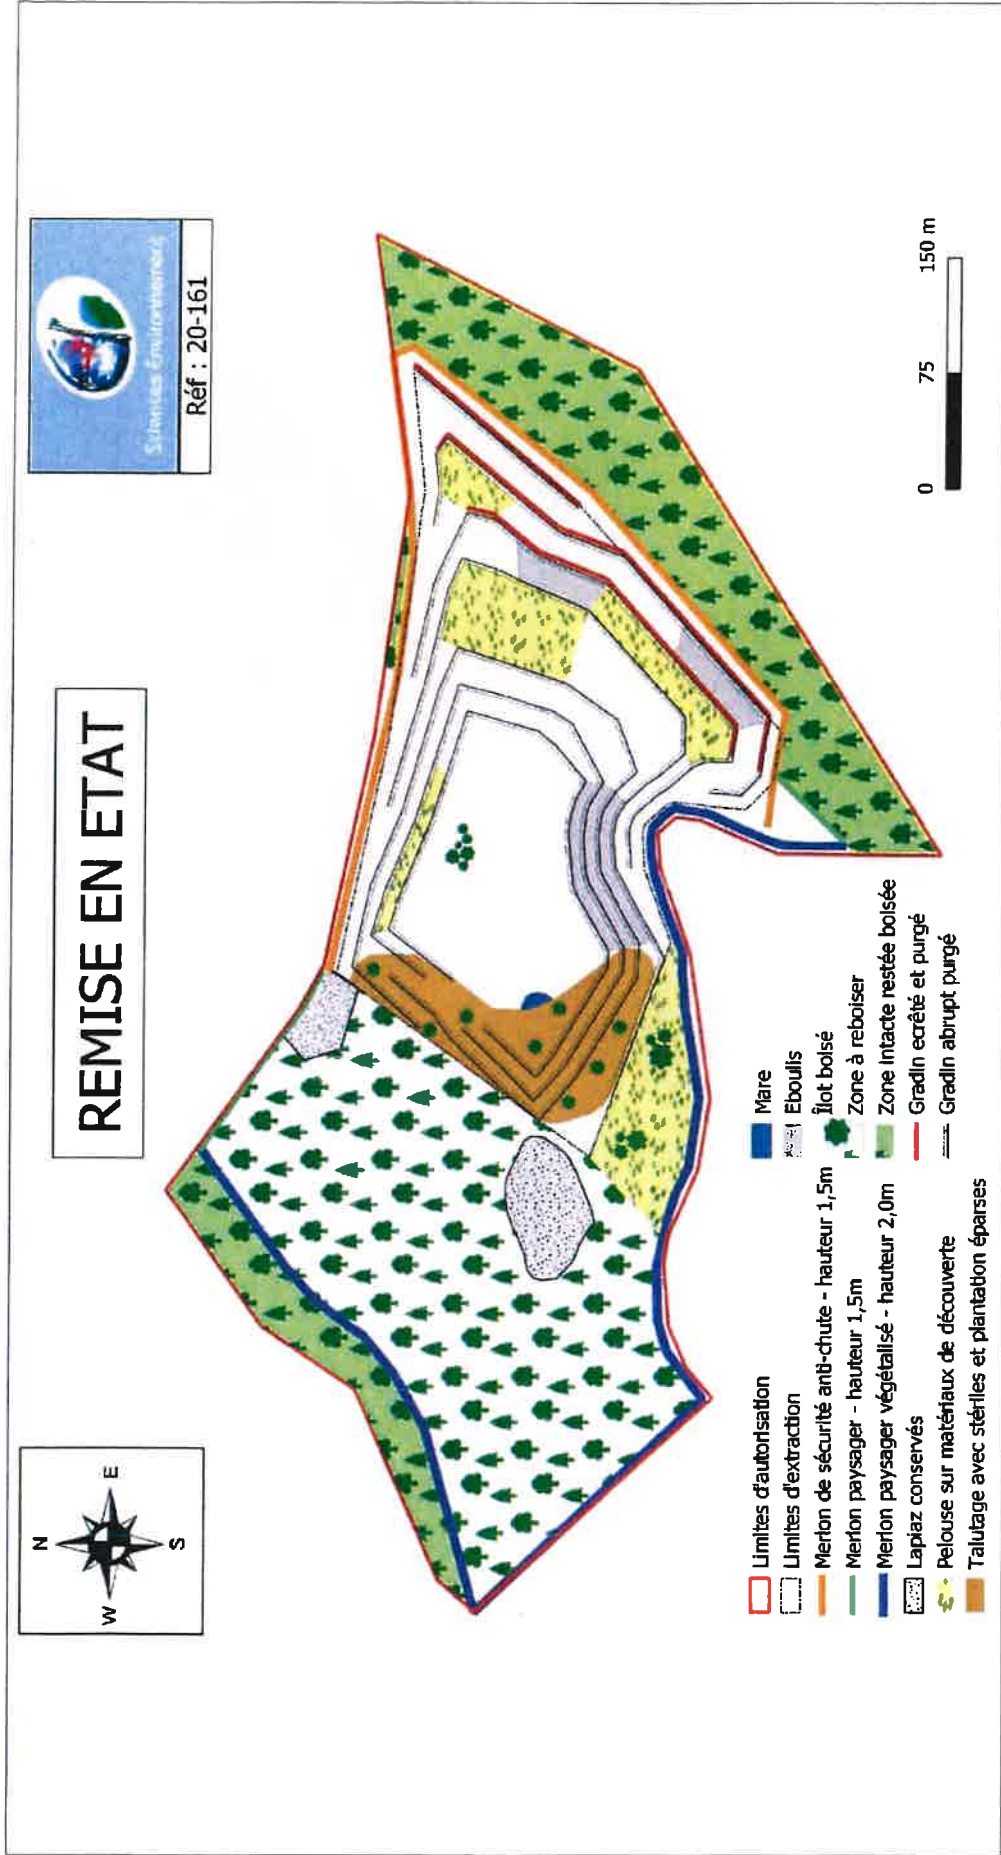 REMISE EN ETAT
N
W
E
S
Sciences Environnement
Réf : 20-161
0
75
150 m
Limites d'autorisation
Limites d'extraction
Merlon de sécurité anti-chute - hauteur 1,5m
Merlon paysager - hauteur 1,5m
Merlon paysager végétalisé - hauteur 2,0m
Lapiaz conservés
Pelouse sur matériaux de découverte
Talutage avec stériles et plantation éparses
Mare
Eboulis
Îlot boisé
Zone à reboiser
Zone intacte restée boisée
Gradin ecrêté et purgé
Gradin abrupt purgé